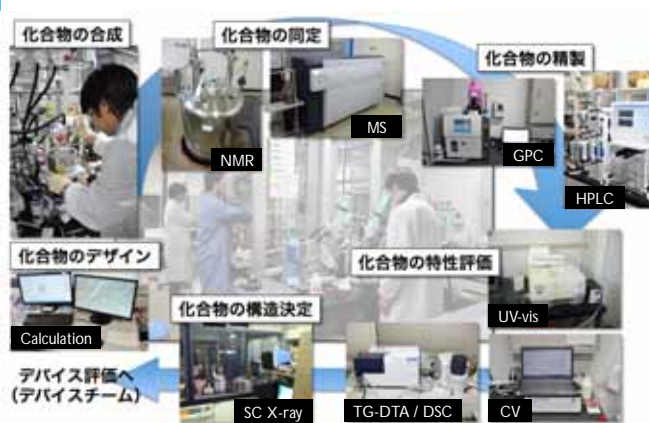 化合物の合成
化合物の同定
化合物の精製
NMR
MS
GPC
HPLC
化合物のデザイン
化合物の特性評価
化合物の構造決定
UV-vis
Calculation
デバイス評価へ
(デバイスチーム)
SC X-ray
TG-DTA / DSC
CV